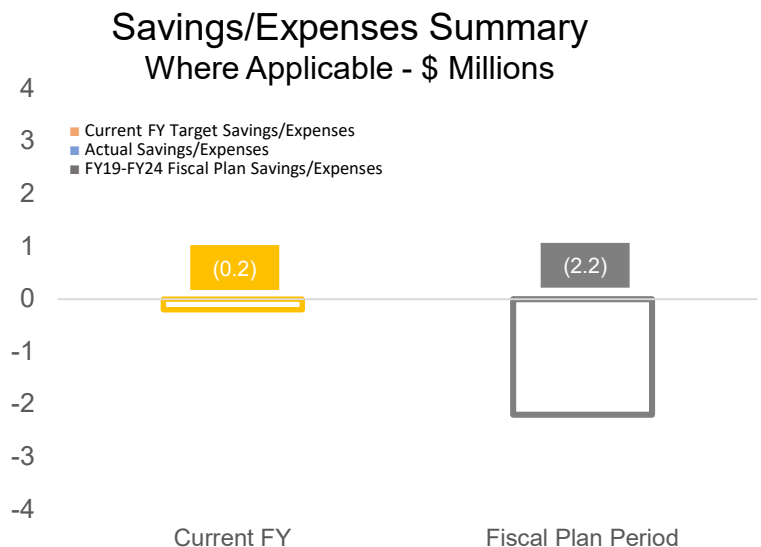 Savings/Expenses Summary
Where Applicable - $ Millions
4
3
2
1
0
-1
-2
-3
-4
Current FY Target Savings/Expenses
Actual Savings/Expenses
FY19-FY24 Fiscal Plan Savings/Expenses
(0.2)
(2.2)
Current FY
Fiscal Plan Period